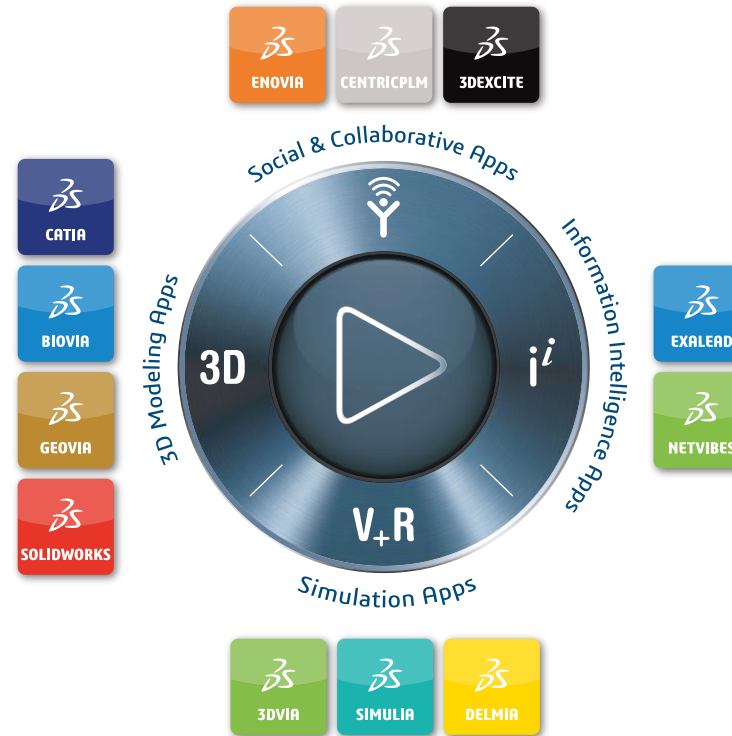 ENOVIA
CENTRICPLM
3DEXCITE
Social & Collaborative Apps
CATIA
BIOVIA
GEOVIA
SOLIDWORKS
3D Modeling Apps
3D
i i
V+R
Information Intelligence Apps
EXALEAD
NETVIBES
Simulation Apps
3DVIA
SIMULIA
DELMIA